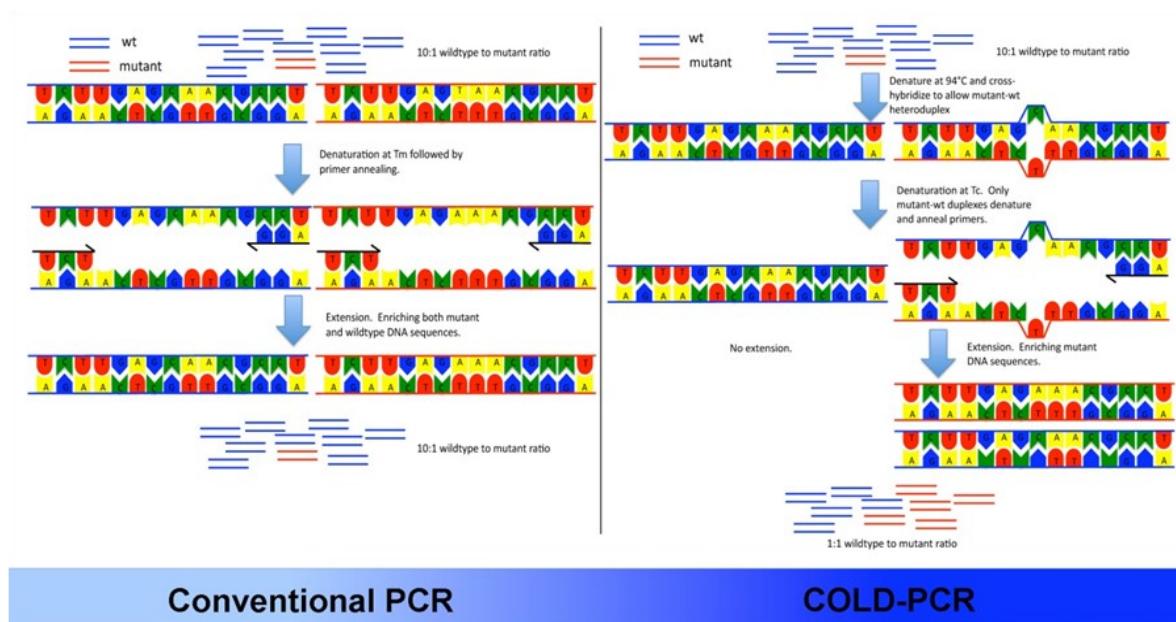 wt
mutant
10:1 wildtype to mutant ratio
T C T T G A G C A A C G C C T
A G A A C T C G T T G C G G A
T C T T G A G T A A C G C C T
A G A A C T C T T T G C G G A
Denaturation at Tm followed by
primer annealing.
T C T T G A G C A A C G C C T
G G A
T C T
A G A A C T C G T T G C G G A
T C T T G A G A A A C G C C T
G G A
T C T
A G A A C T C T T T G C G G A
Extension. Enriching both mutant
and wildtype DNA sequences.
T C T T G A G C A A C G C C T
A G A A C T C G T T G C G G A
10:1 wildtype to mutant ratio
Conventional PCR
wt
mutant
10:1 wildtype to mutant ratio
Denature at 94°C and cross-
hybridize to allow mutant-wt
heteroduplex
T C T T G A G C A A C G C C T
A G A A C T C G T T G C G G A
T C T T G A G C A A C G C C T
A G A A C T C T T T G C G G A
Denaturation at Tc. Only
mutant-wt duplexes denature
and anneal primers.
T C T T G A G C A A C G C C T
A G A A C T C G T T G C G G A
T C T T G A G C A A C G C C T
G G A
T C T
A G A A C T C T T T G C G G A
No extension.
Extension. Enriching mutant
DNA sequences.
1:1 wildtype to mutant ratio
COLD-PCR